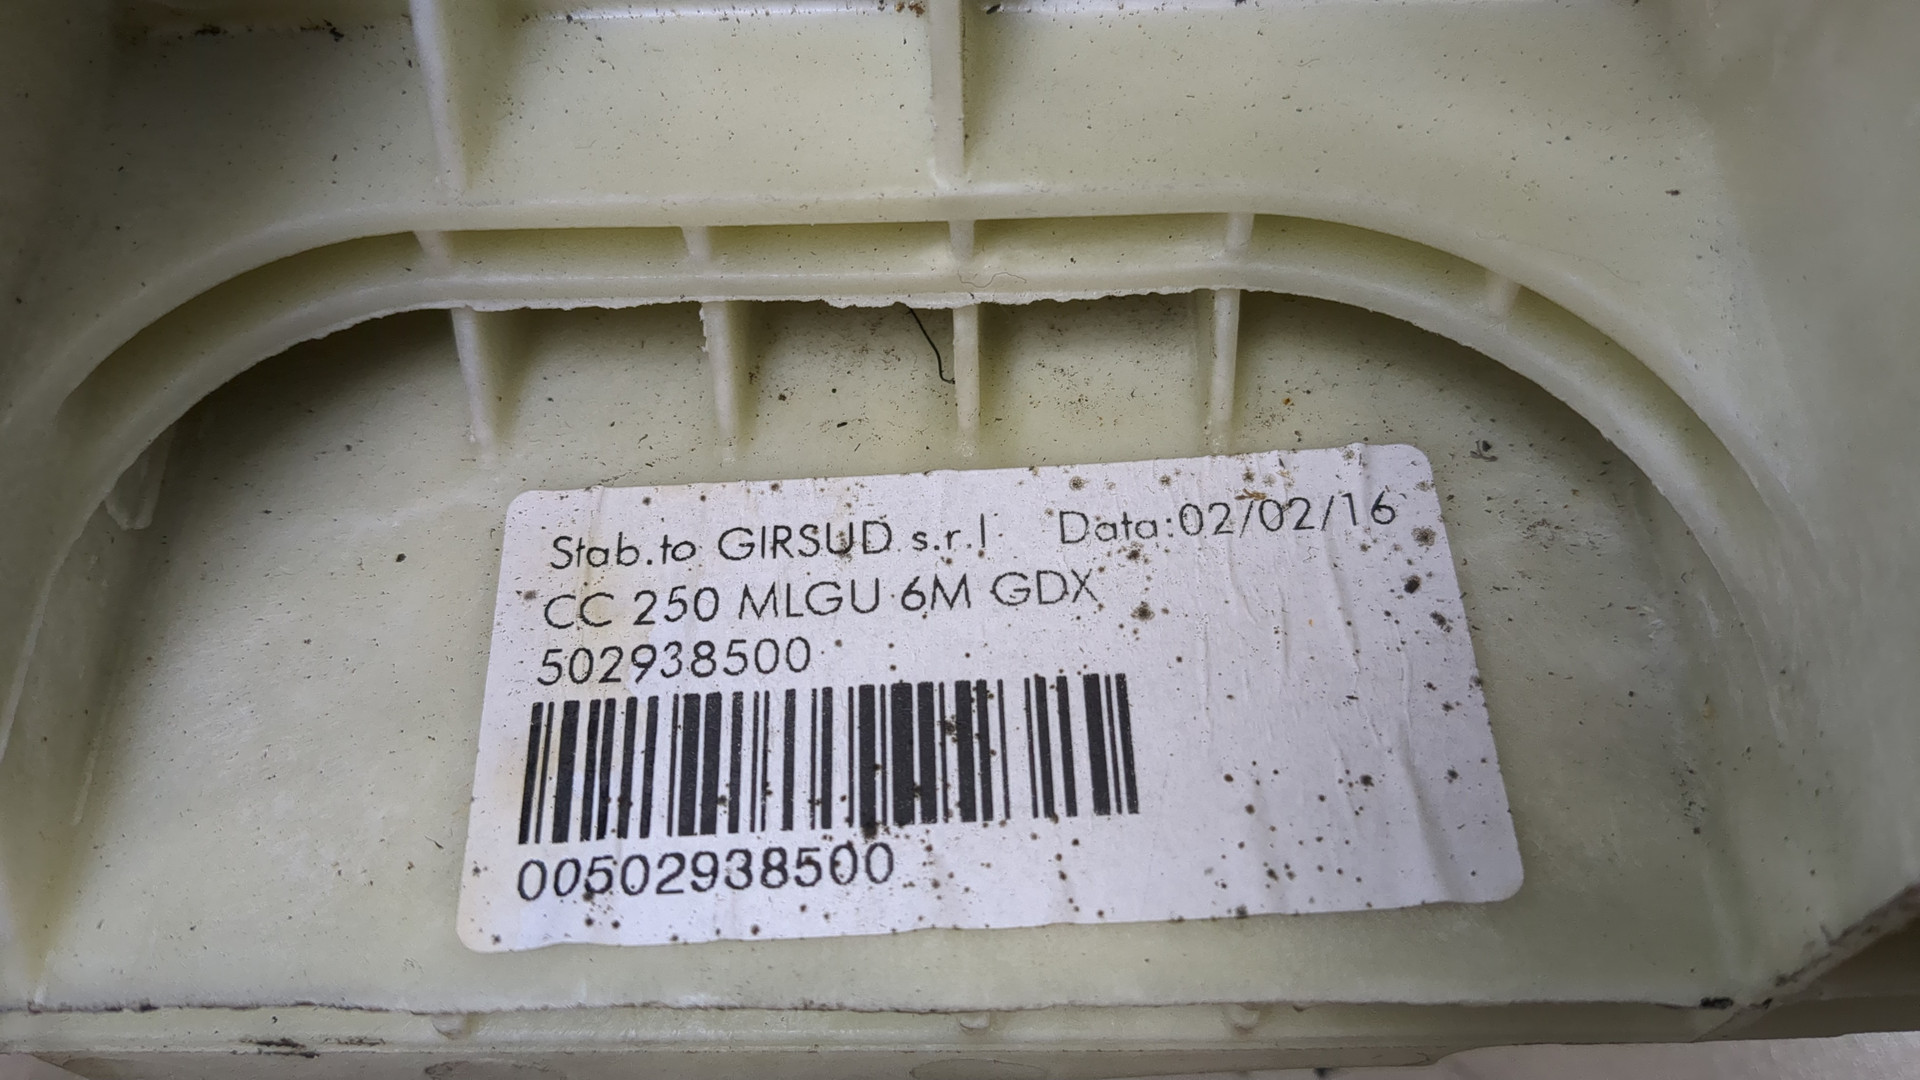 Stab.to GIRSUD s.r.l Data:02/02/16
CC 250 MLGU 6M GDX
502938500
00502938500